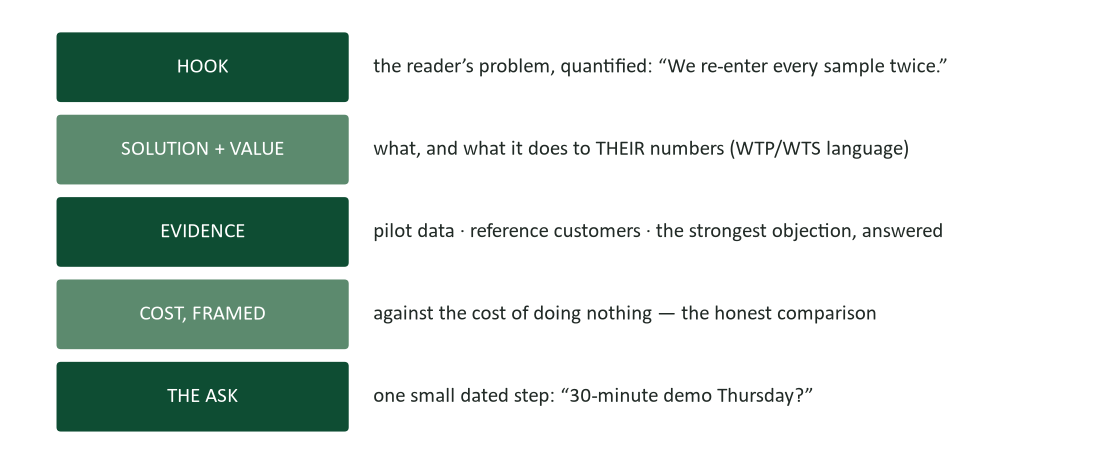 HOOK the reader’s problem, quantified: “We re-enter every sample twice.”
SOLUTION + VALUE what, and what it does to THEIR numbers (WTP/WTS language)
EVIDENCE pilot data · reference customers · the strongest objection, answered
COST, FRAMED against the cost of doing nothing — the honest comparison
THE ASK one small dated step: “30-minute demo Thursday?”